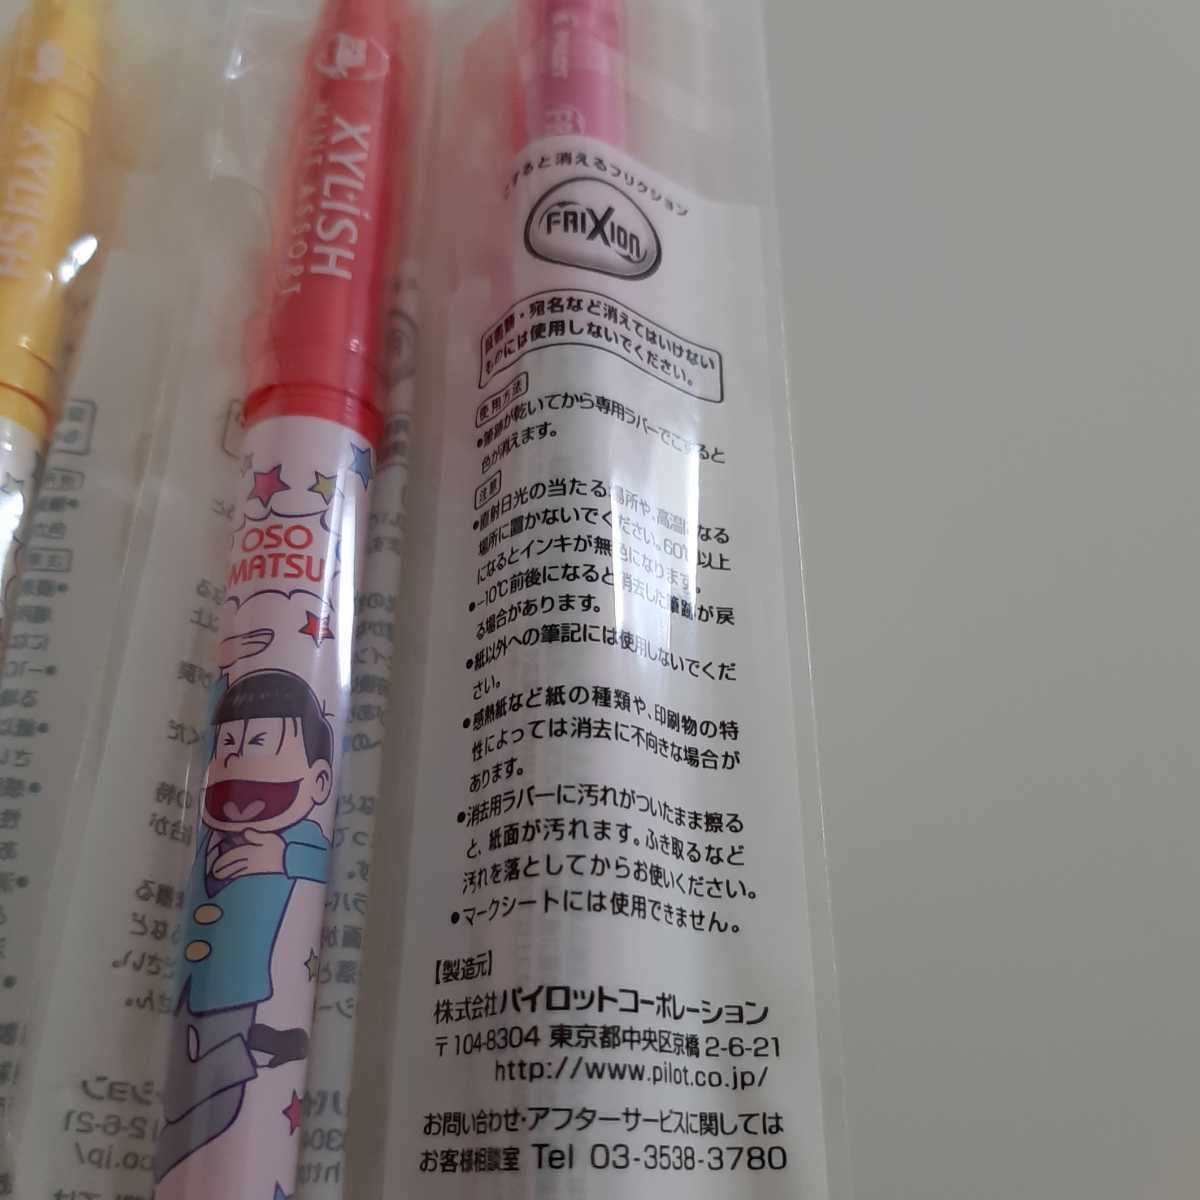 XYLiSH
XYLiSH
MINT ASSORT
OSO
MATSU
こすると消えるフリクション
FRIXION
証書類・宛名など消えてはいけない
ものには使用しないでください。
使用方法
●筆跡が乾いてから専用ラバーでこすると
色が消えます。
注意
●直射日光の当たる場所や、高温になる
場所に置かないでください。60℃以上
になるとインキが無色になります。
●−10℃前後になると消去した筆跡が戻
る場合があります。
●紙以外への筆記には使用しないでくだ
さい。
●感熱紙など紙の種類や、印刷物の特
性によっては消去に不向きな場合が
あります。
●消去用ラバーに汚れがついたまま擦る
と、紙面が汚れます。ふき取るなど
汚れを落としてからお使いください。
●マークシートには使用できません。
【製造元】
株式会社パイロットコーポレーション
〒104-8304 東京都中央区京橋2-6-21
http://www.pilot.co.jp/
お問い合わせ・アフターサービスに関しては
お客様相談室 Tel 03-3538-3780